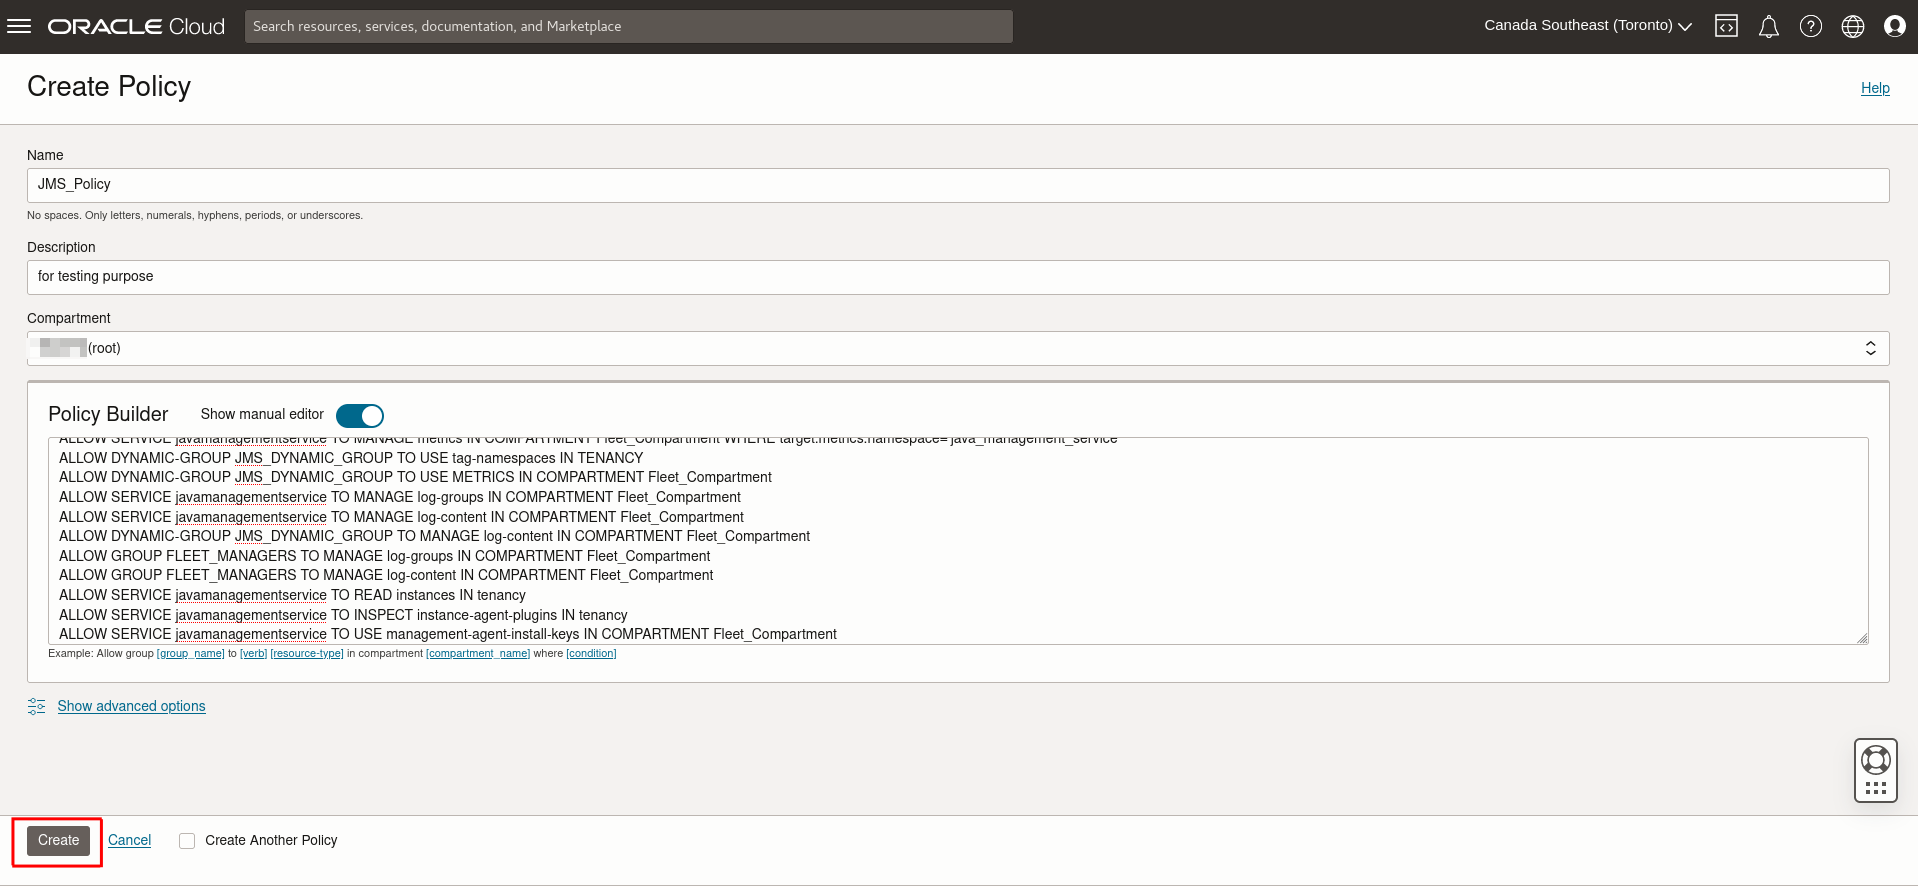 ORACLE Cloud
Search resources, services, documentation, and Marketplace
Canada Southeast (Toronto)
Create Policy
Help
Name
JMS_Policy
No spaces. Only letters, numerals, hyphens, periods, or underscores.
Description
for testing purpose
Compartment
(root)
Policy Builder
Show manual editor
ALLOW SERVICE javamanagementservice TO MANAGE metrics IN COMPARTMENT Fleet_Compartment WHERE target.metrics.namespace='java_management_service'
ALLOW DYNAMIC-GROUP JMS_DYNAMIC_GROUP TO USE tag-namespaces IN TENANCY
ALLOW DYNAMIC-GROUP JMS_DYNAMIC_GROUP TO USE METRICS IN COMPARTMENT Fleet_Compartment
ALLOW SERVICE javamanagementservice TO MANAGE log-groups IN COMPARTMENT Fleet_Compartment
ALLOW SERVICE javamanagementservice TO MANAGE log-content IN COMPARTMENT Fleet_Compartment
ALLOW DYNAMIC-GROUP JMS_DYNAMIC_GROUP TO MANAGE log-content IN COMPARTMENT Fleet_Compartment
ALLOW GROUP FLEET_MANAGERS TO MANAGE log-groups IN COMPARTMENT Fleet_Compartment
ALLOW GROUP FLEET_MANAGERS TO MANAGE log-content IN COMPARTMENT Fleet_Compartment
ALLOW SERVICE javamanagementservice TO READ instances IN tenancy
ALLOW SERVICE javamanagementservice TO INSPECT instance-agent-plugins IN tenancy
ALLOW SERVICE javamanagementservice TO USE management-agent-install-keys IN COMPARTMENT Fleet_Compartment
Example: Allow group [group_name] to [verb] [resource-type] in compartment [compartment_name] where [condition]
Show advanced options
Create
Cancel
Create Another Policy